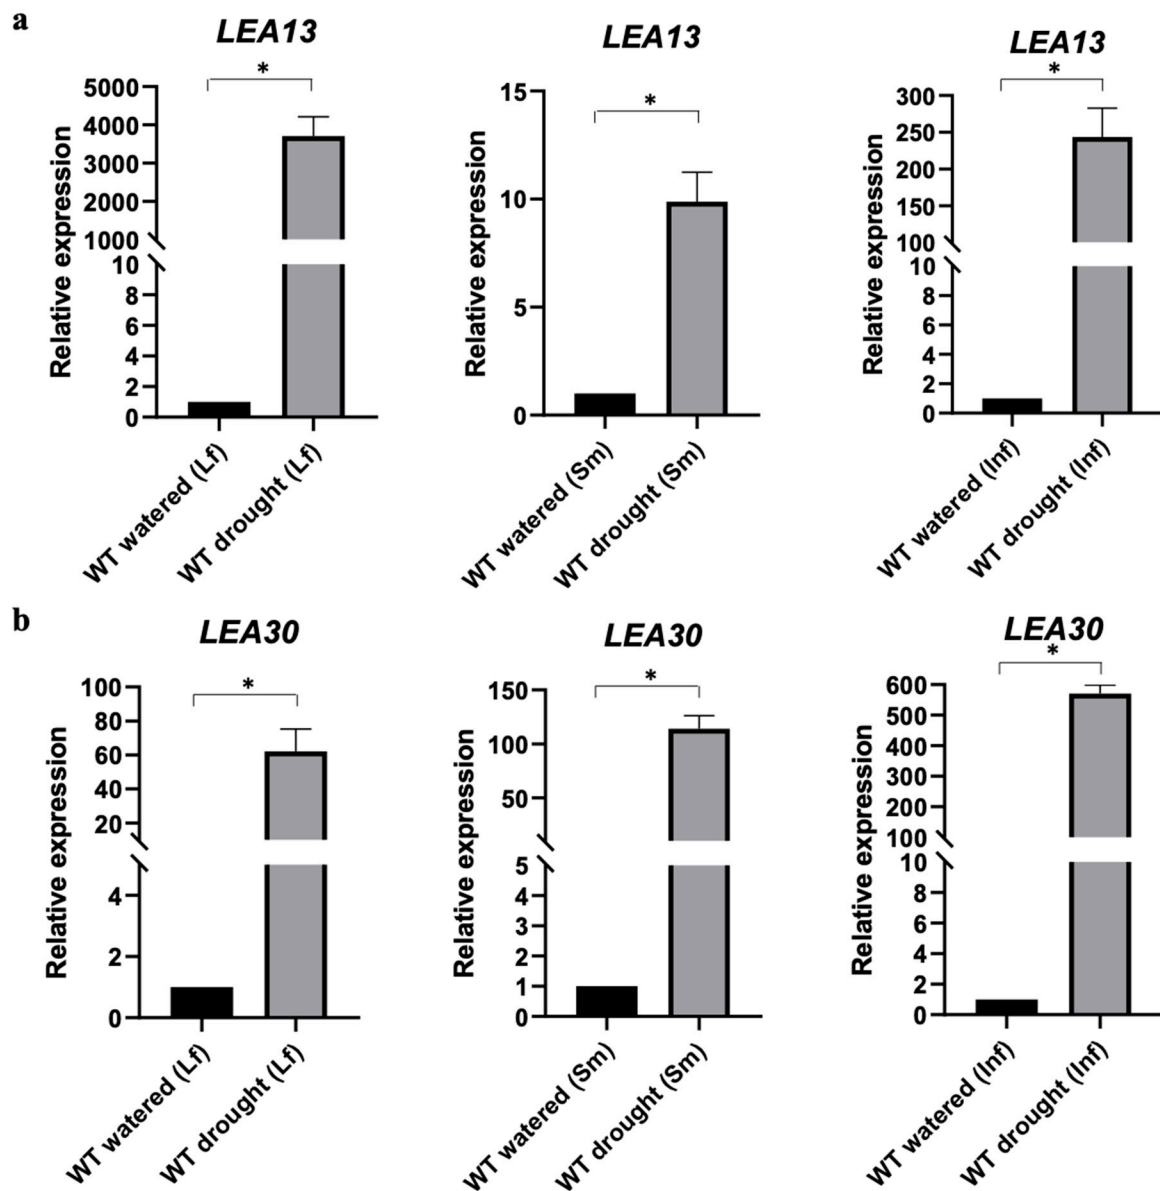 a
LEA13
*
Relative expression
5000
4000
3000
2000
1000
10
8
6
4
2
0
WT watered (Lf)
WT drought (Lf)
LEA13
*
Relative expression
15
10
5
0
WT watered (Sm)
WT drought (Sm)
LEA13
*
Relative expression
300
250
200
150
100
10
8
6
4
2
0
WT watered (Inf)
WT drought (Inf)
b
LEA30
*
Relative expression
100
80
60
40
20
4
2
0
WT watered (Lf)
WT drought (Lf)
LEA30
*
Relative expression
150
100
50
5
4
3
2
1
0
WT watered (Sm)
WT drought (Sm)
LEA30
*
Relative expression
600
500
400
300
200
100
10
8
6
4
2
0
WT watered (Inf)
WT drought (Inf)